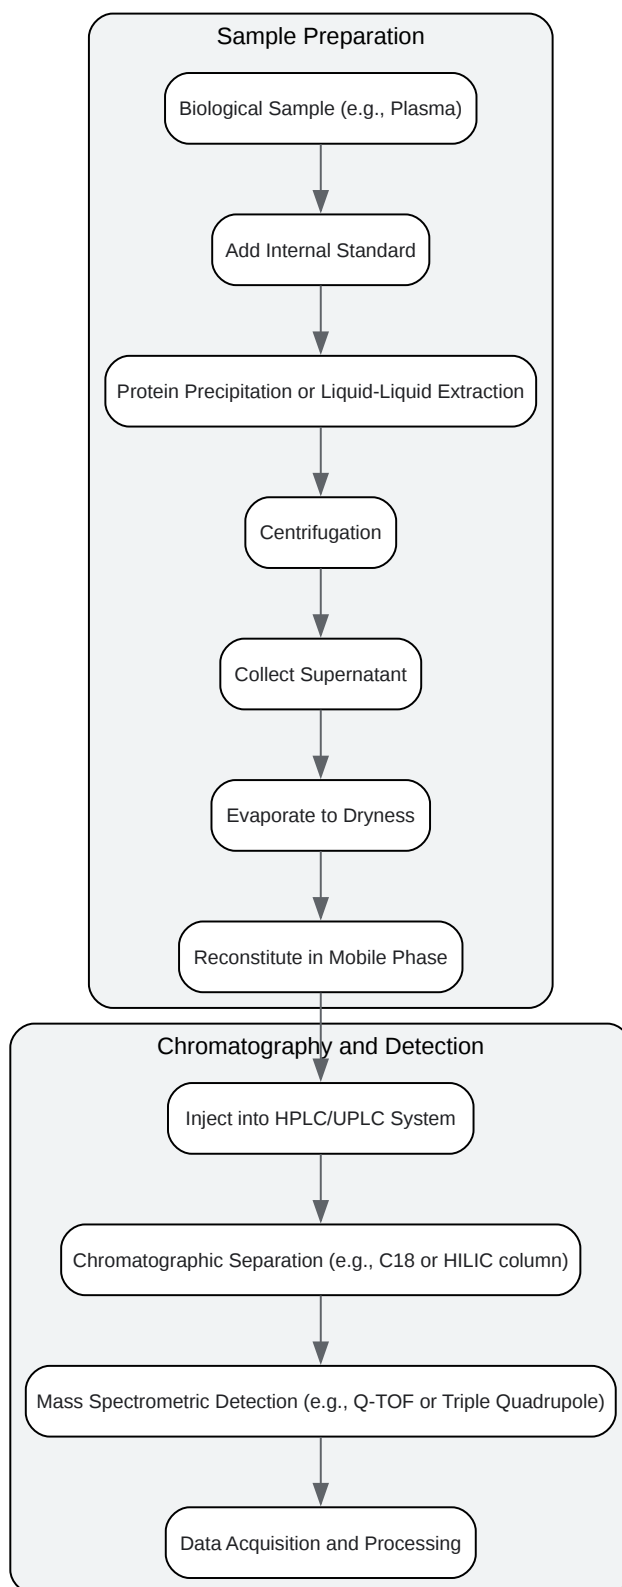 Sample Preparation
Biological Sample (e.g., Plasma)
Add Internal Standard
Protein Precipitation or Liquid-Liquid Extraction
Centrifugation
Collect Supernatant
Evaporate to Dryness
Reconstitute in Mobile Phase
Chromatography and Detection
Inject into HPLC/UPLC System
Chromatographic Separation (e.g., C18 or HILIC column)
Mass Spectrometric Detection (e.g., Q-TOF or Triple Quadrupole)
Data Acquisition and Processing